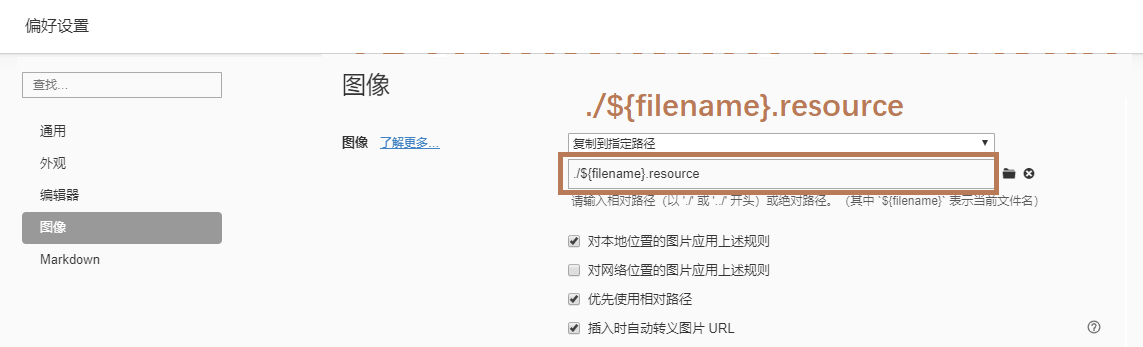 偏好设置
查找...
通用
外观
编辑器
图像
Markdown
图像
./${filename}.resource
图像 了解更多...
复制到指定路径
./${filename}.resource
请输入相对路径（以 './' 或 '../' 开头）或绝对路径。（其中 `${filename}` 表示当前文件名）
对本地位置的图片应用上述规则
对网络位置的图片应用上述规则
优先使用相对路径
插入时自动转义图片 URL